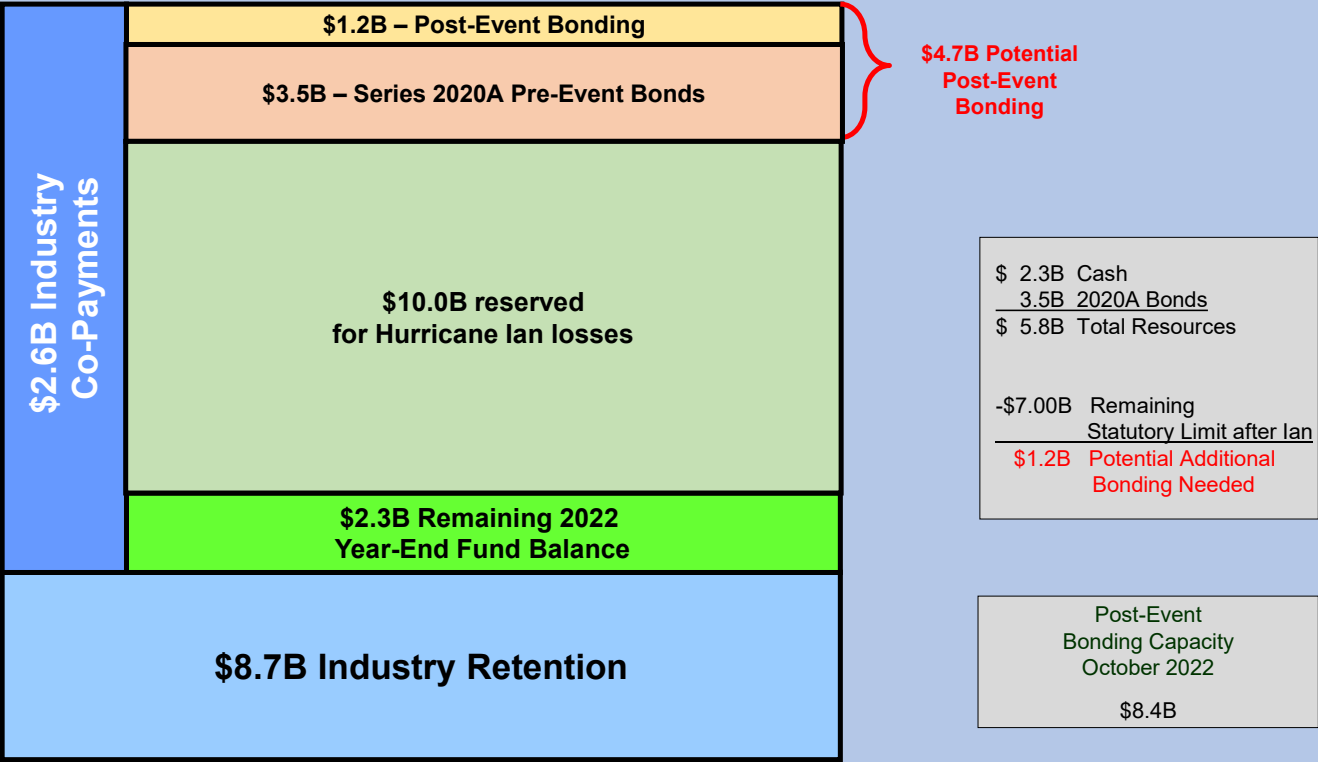 $1.2B – Post-Event Bonding
$3.5B – Series 2020A Pre-Event Bonds
$4.7B Potential
Post-Event
Bonding
$2.6B Industry
Co-Payments
$10.0B reserved
for Hurricane Ian losses
$2.3B Remaining 2022
Year-End Fund Balance
$8.7B Industry Retention
$ 2.3B Cash
3.5B 2020A Bonds
$ 5.8B Total Resources
-$7.00B Remaining
Statutory Limit after Ian
$1.2B Potential Additional
Bonding Needed
Post-Event
Bonding Capacity
October 2022
$8.4B